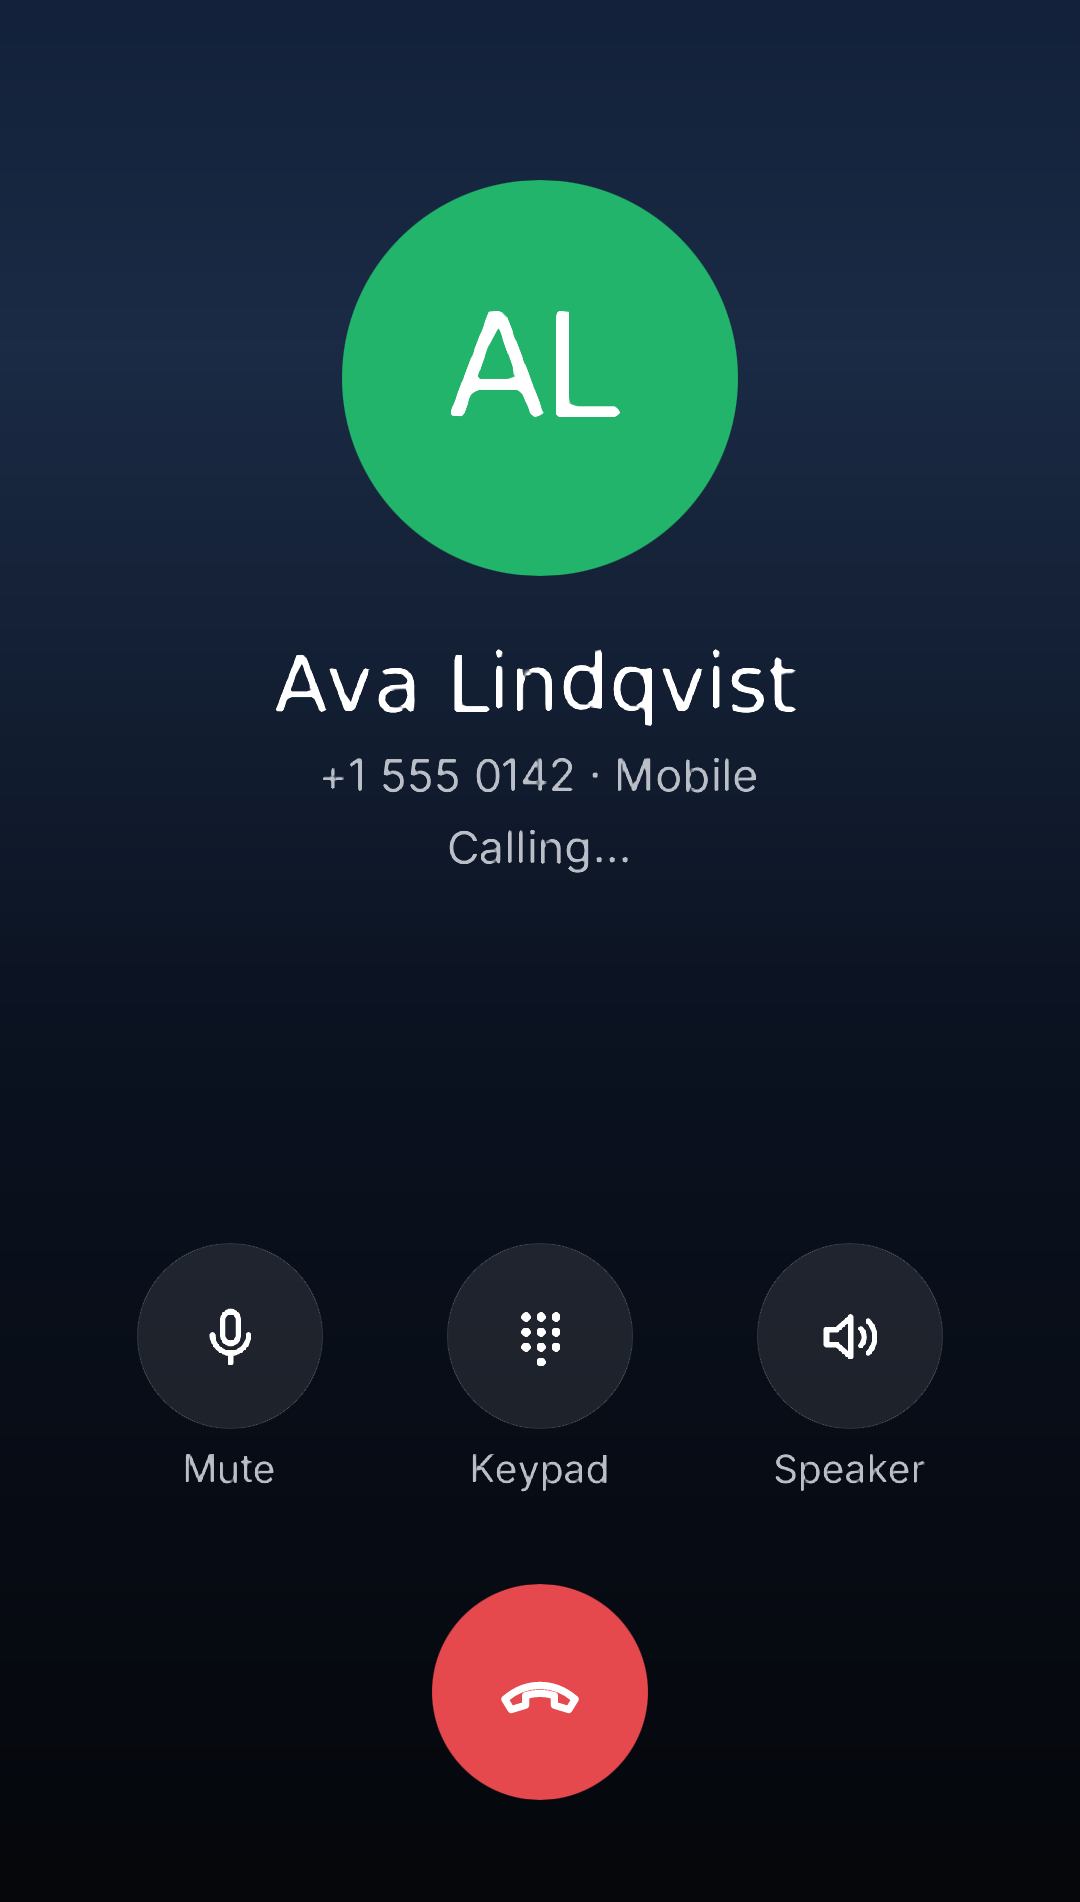 AL
Ava Lindqvist
+1 555 0142 · Mobile
Calling...
Mute Keypad Speaker